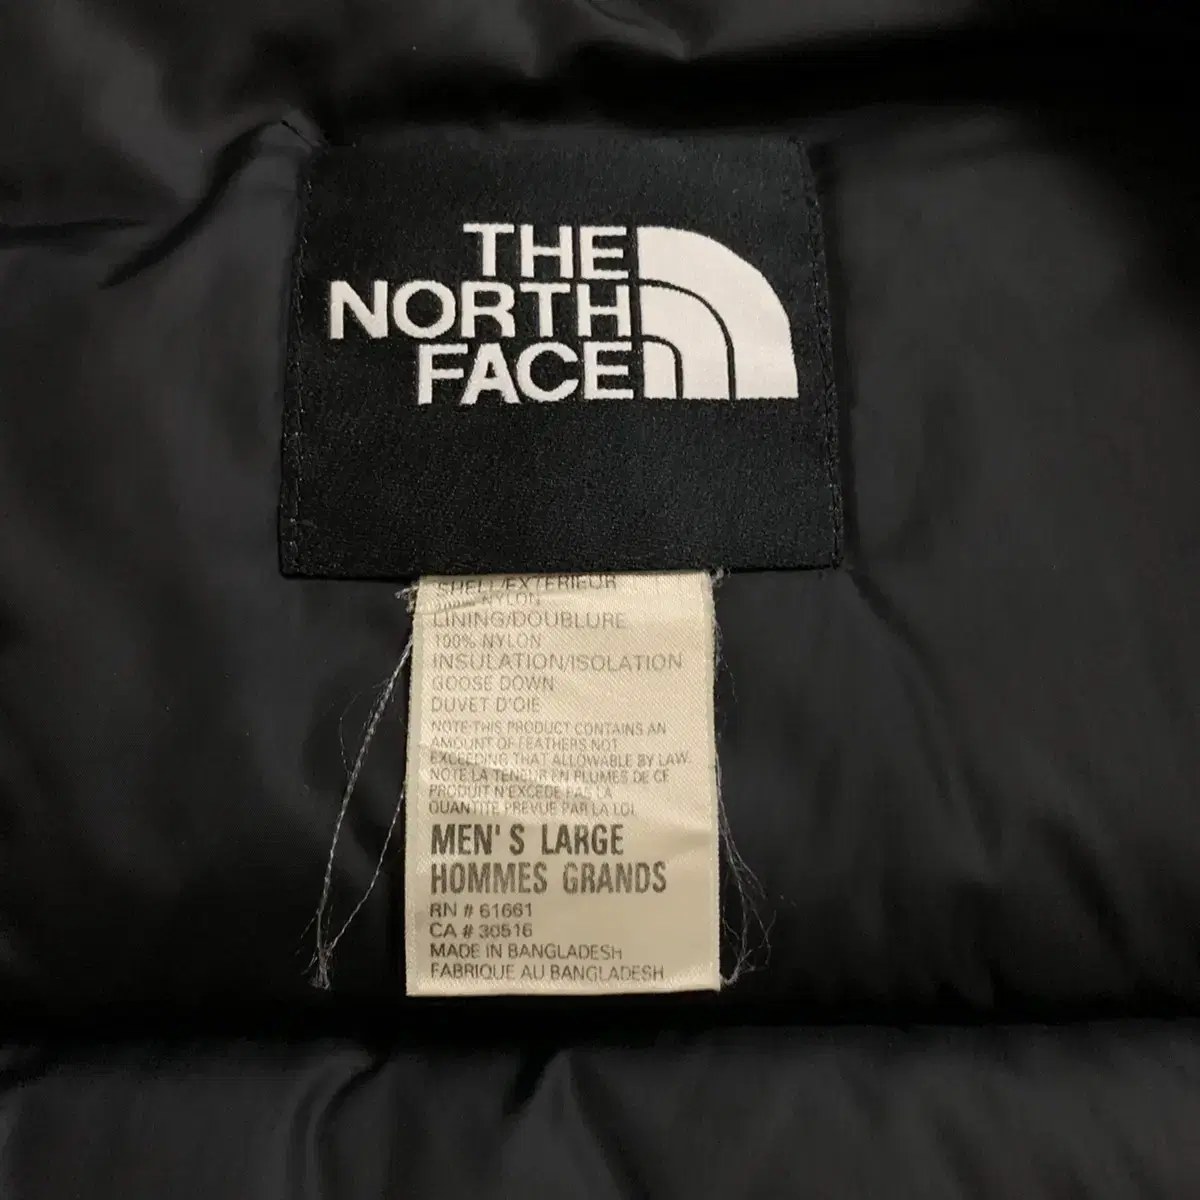 THE
NORTH
FACE
SHELL/EXTERIEUR
100% NYLON
LINING/DOUBLURE
100% NYLON
INSULATION/ISOLATION
GOOSE DOWN
DUVET D'OIE
NOTE:THIS PRODUCT CONTAINS AN
AMOUNT OF FEATHERS NOT
EXCEEDING THAT ALLOWABLE BY LAW.
NOTE LA TENEUR EN PLUMES DE CE
PRODUIT N'EXCEDE PAS LA
QUANTITE PREVUE PAR LA LOI.
MEN'S LARGE
HOMMES GRANDS
RN # 61661
CA # 30516
MADE IN BANGLADESH
FABRIQUE AU BANGLADESH